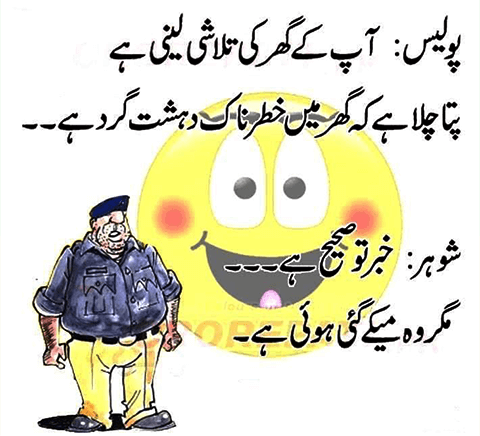 پولیس: آپ کے گھر کی تلاشی لینی ہے
پتا چلا ہے کہ گھر میں خطرناک دہشت گرد ہے۔۔
شوہر: خبر تو صحیح ہے۔۔۔
مگر وہ میکے گئی ہوئی ہے۔